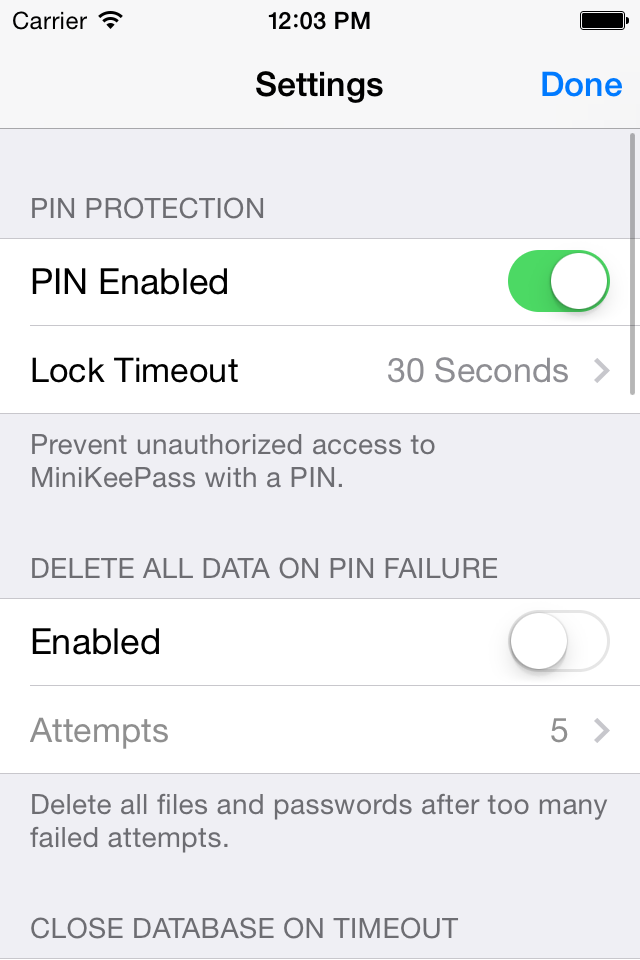 Carrier 12:03 PM
Settings Done
PIN PROTECTION
PIN Enabled
Lock Timeout 30 Seconds
Prevent unauthorized access to
MiniKeePass with a PIN.
DELETE ALL DATA ON PIN FAILURE
Enabled
Attempts 5
Delete all files and passwords after too many
failed attempts.
CLOSE DATABASE ON TIMEOUT